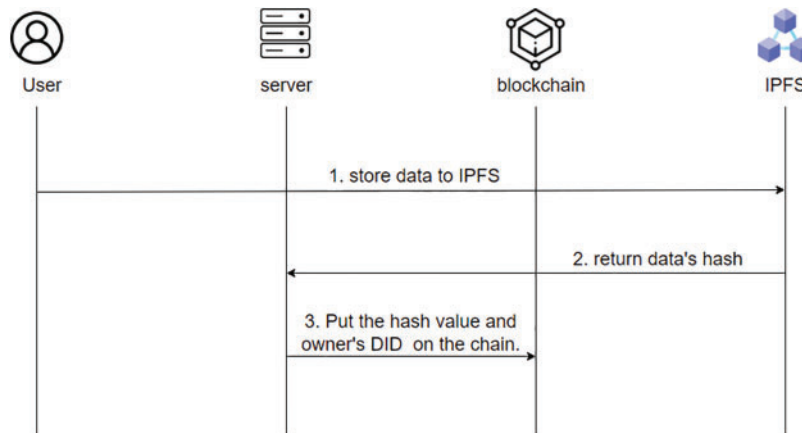 User
server
blockchain
IPFS
1. store data to IPFS
2. return data's hash
3. Put the hash value and
owner's DID on the chain.